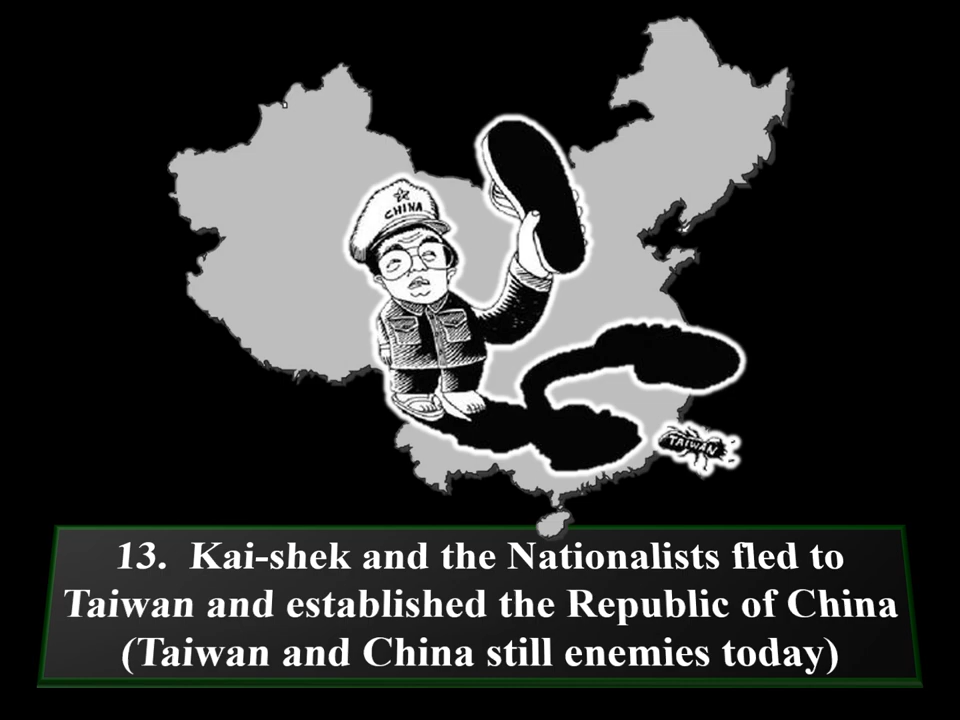 CHINA
TAIWAN
13. Kai-shek and the Nationalists fled to
Taiwan and established the Republic of China
(Taiwan and China still enemies today)